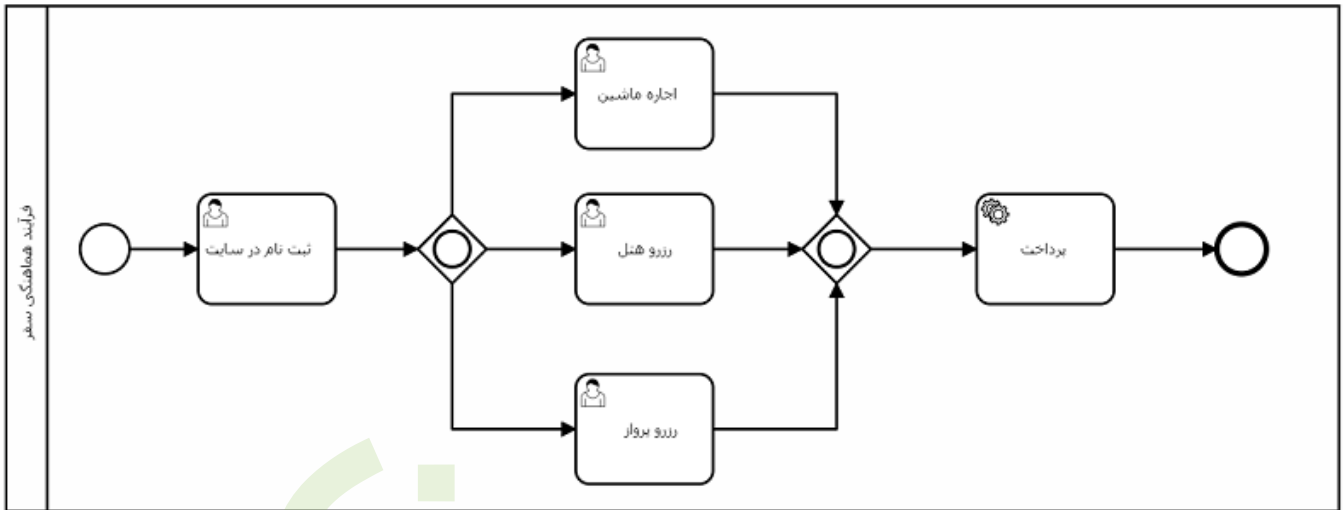 فرآیند هماهنگی سفر
ثبت نام در سایت
اجاره ماشین
رزرو هتل
رزرو پرواز
پرداخت